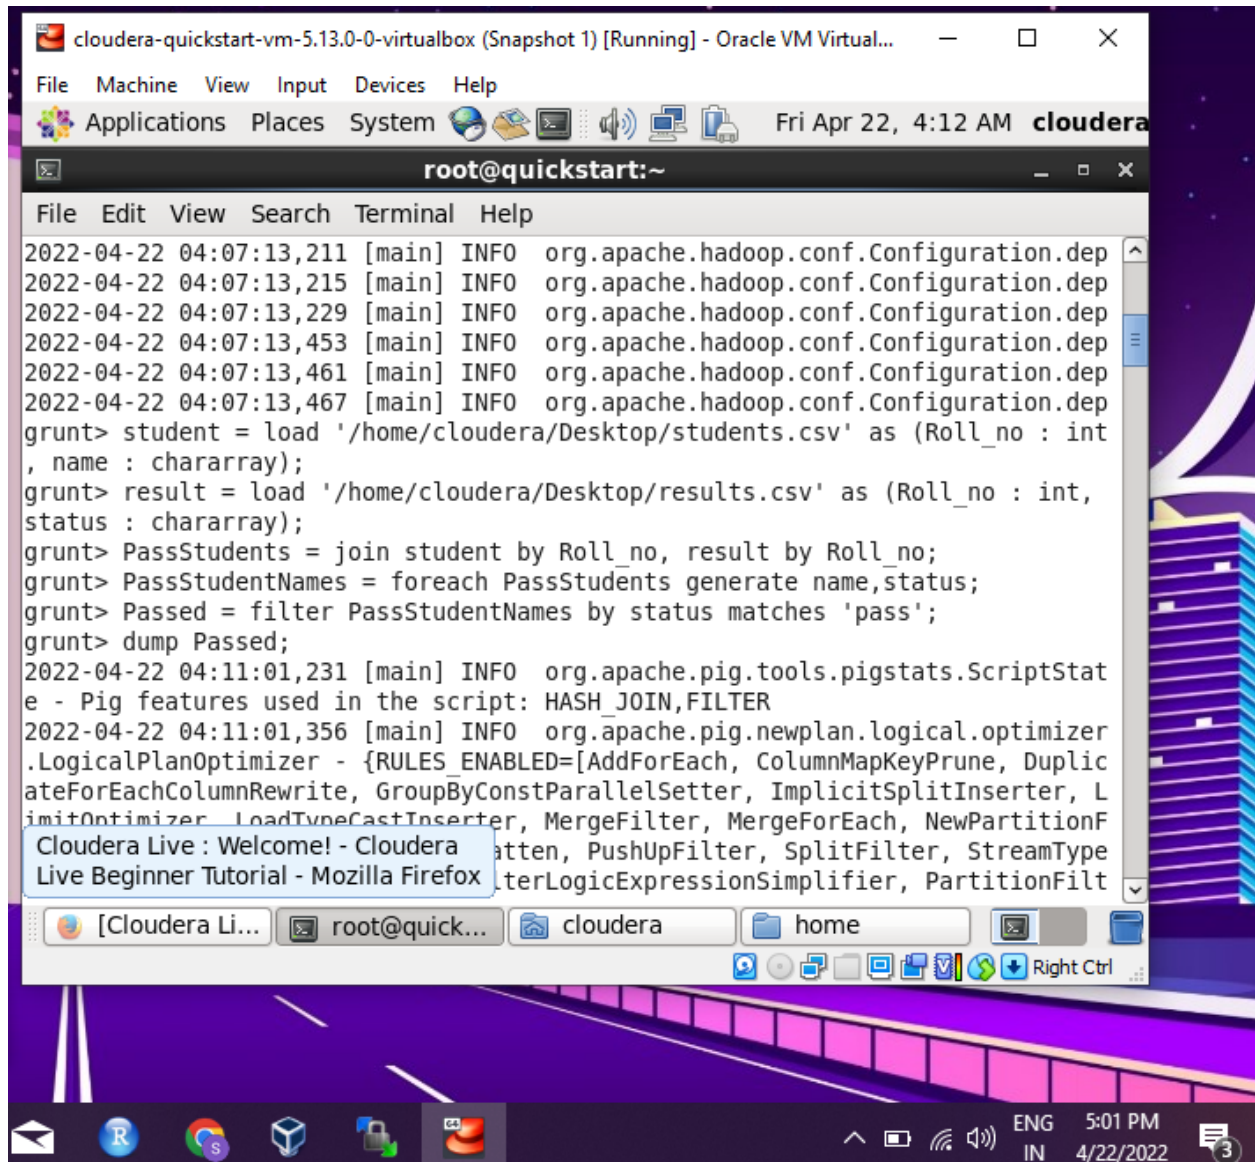 cloudera-quickstart-vm-5.13.0-0-virtualbox (Snapshot 1) [Running] - Oracle VM Virtual...
File Machine View Input Devices Help
Applications Places System Fri Apr 22, 4:12 AM cloudera
root@quickstart:~
File Edit View Search Terminal Help
2022-04-22 04:07:13,211 [main] INFO  org.apache.hadoop.conf.Configuration.dep
2022-04-22 04:07:13,215 [main] INFO  org.apache.hadoop.conf.Configuration.dep
2022-04-22 04:07:13,229 [main] INFO  org.apache.hadoop.conf.Configuration.dep
2022-04-22 04:07:13,453 [main] INFO  org.apache.hadoop.conf.Configuration.dep
2022-04-22 04:07:13,461 [main] INFO  org.apache.hadoop.conf.Configuration.dep
2022-04-22 04:07:13,467 [main] INFO  org.apache.hadoop.conf.Configuration.dep
grunt> student = load '/home/cloudera/Desktop/students.csv' as (Roll_no : int
, name : chararray);
grunt> result = load '/home/cloudera/Desktop/results.csv' as (Roll_no : int,
status : chararray);
grunt> PassStudents = join student by Roll_no, result by Roll_no;
grunt> PassStudentNames = foreach PassStudents generate name,status;
grunt> Passed = filter PassStudentNames by status matches 'pass';
grunt> dump Passed;
2022-04-22 04:11:01,231 [main] INFO  org.apache.pig.tools.pigstats.ScriptStat
e - Pig features used in the script: HASH_JOIN,FILTER
2022-04-22 04:11:01,356 [main] INFO  org.apache.pig.newplan.logical.optimizer
.LogicalPlanOptimizer - {RULES_ENABLED=[AddForEach, ColumnMapKeyPrune, Duplic
ateForEachColumnRewrite, GroupByConstParallelSetter, ImplicitSplitInserter, L
imitOptimizer, LoadTypeCastInserter, MergeFilter, MergeForEach, NewPartitionF
atten, PushUpFilter, SplitFilter, StreamType
lterLogicExpressionSimplifier, PartitionFilt
Cloudera Live : Welcome! - Cloudera
Live Beginner Tutorial - Mozilla Firefox
[Cloudera Li... root@quick... cloudera home
Right Ctrl
ENG 5:01 PM
IN 4/22/2022 3